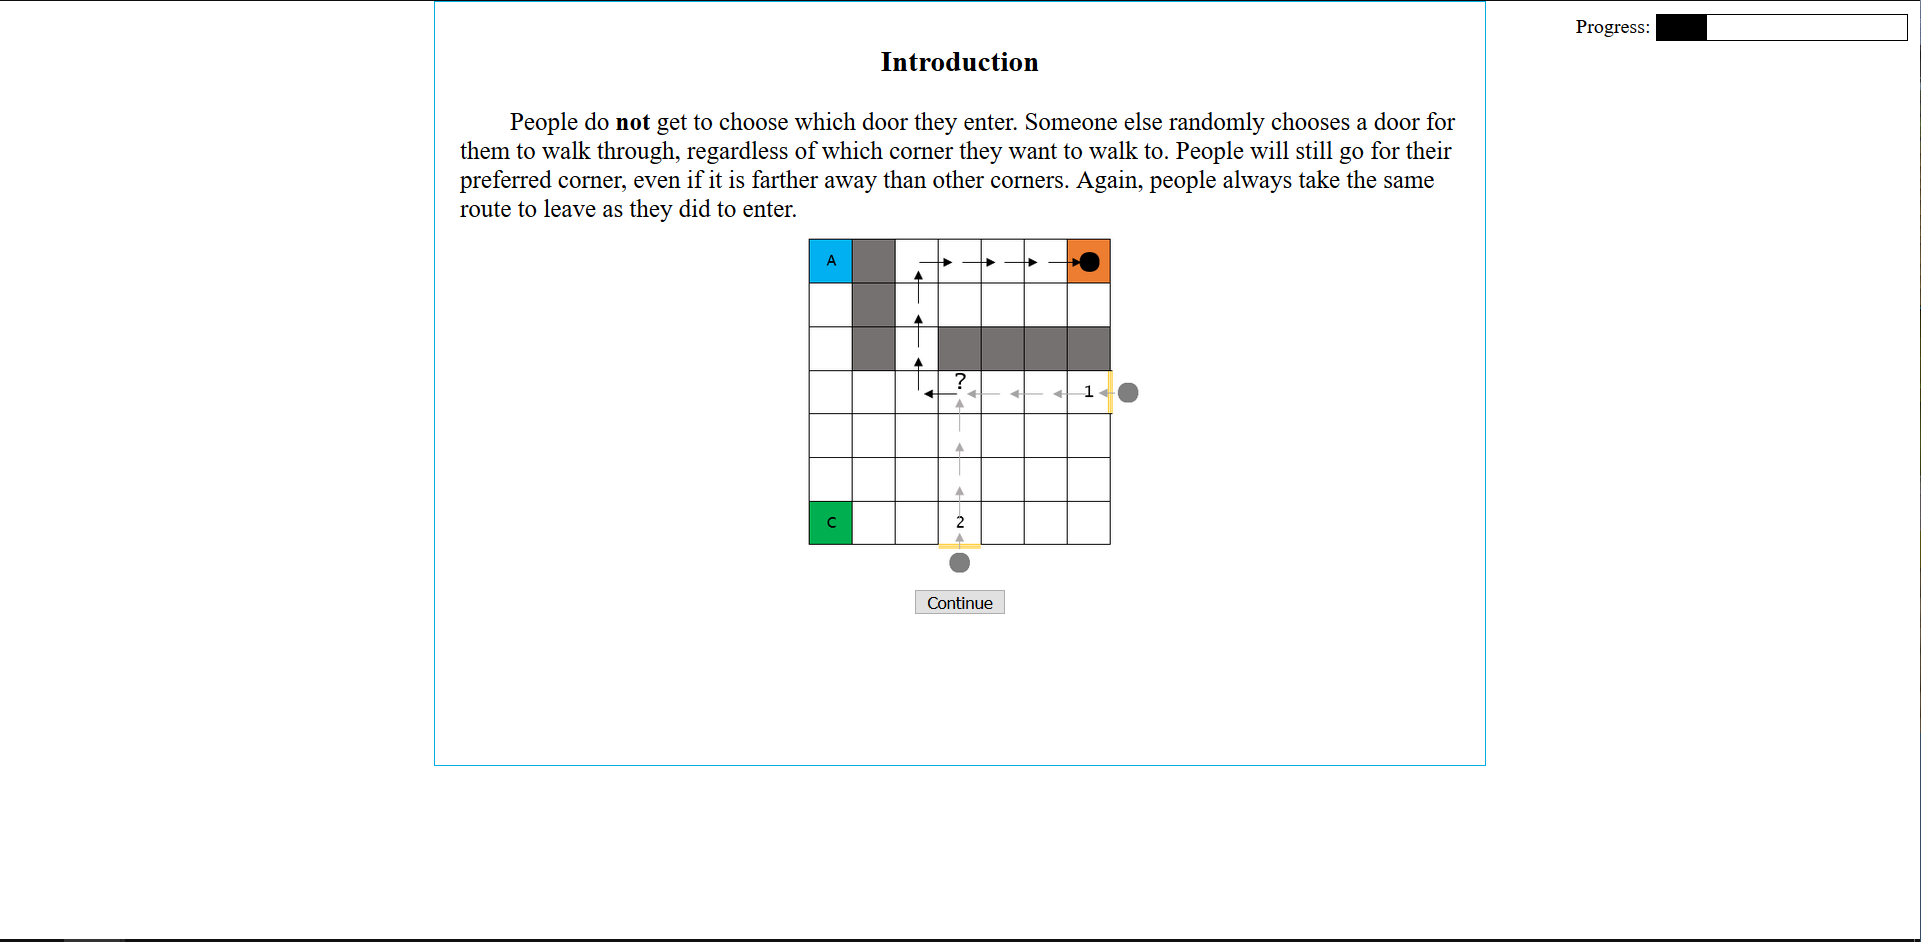 Progress:
Introduction
People do not get to choose which door they enter. Someone else randomly chooses a door for
them to walk through, regardless of which corner they want to walk to. People will still go for their
preferred corner, even if it is farther away than other corners. Again, people always take the same
route to leave as they did to enter.
A
?
1
C
2
Continue